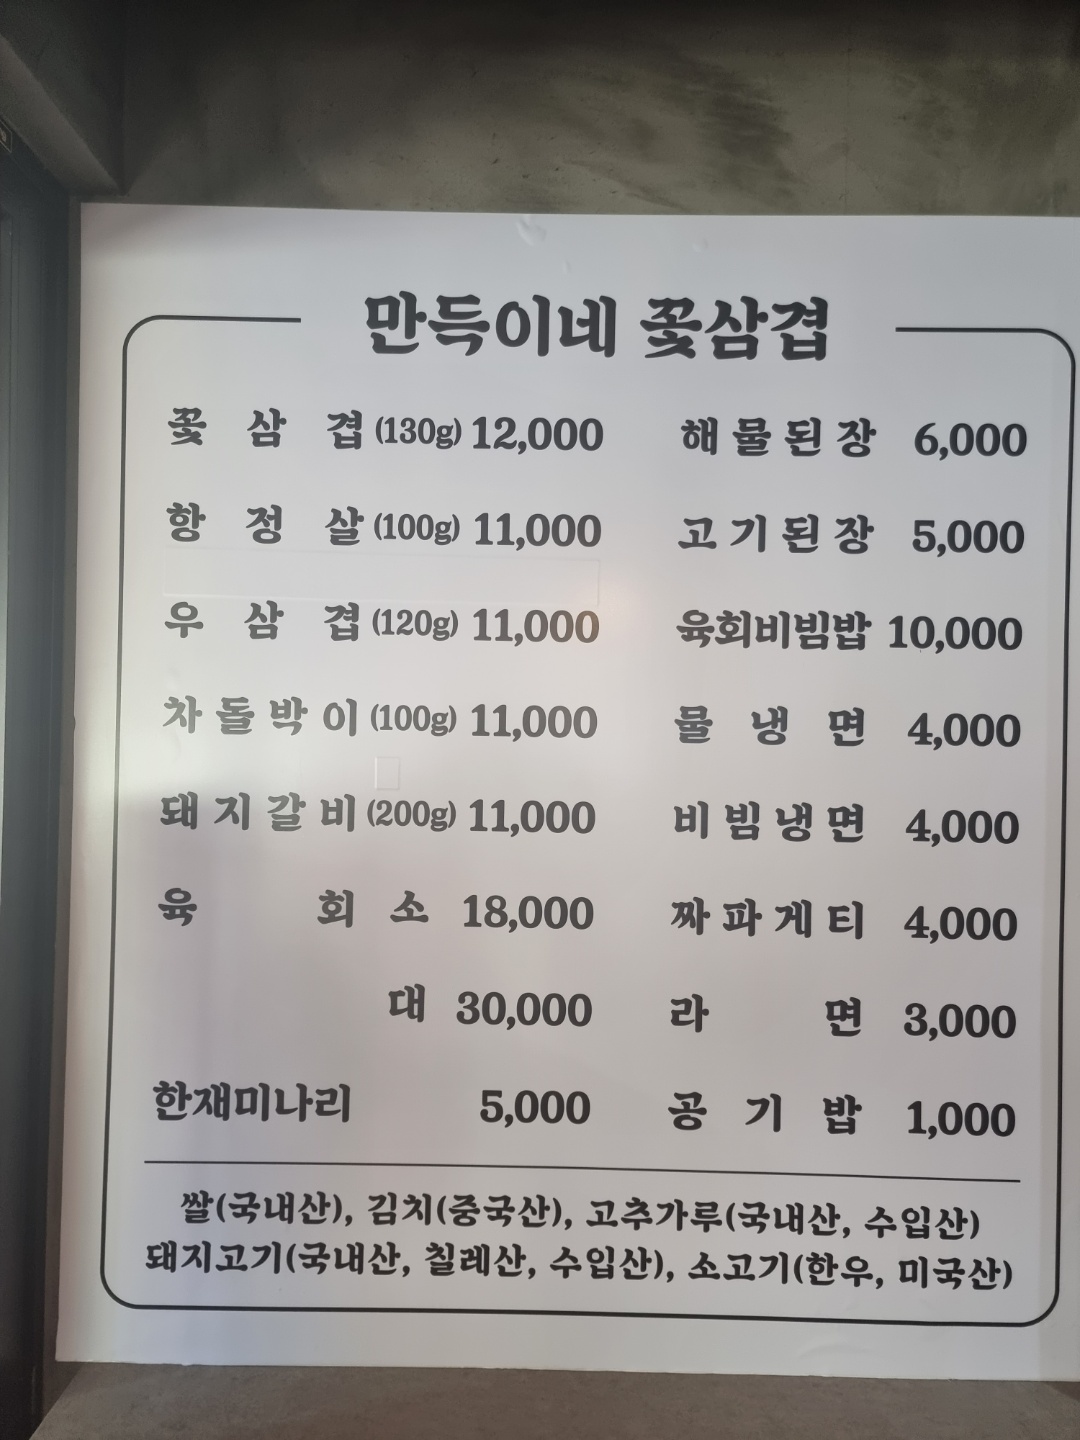 만득이네 꽃삼겹
꽃 삼 겹 (130g) 12,000
항 정 살 (100g) 11,000
우 삼 겹 (120g) 11,000
차 돌 박 이 (100g) 11,000
돼 지 갈 비 (200g) 11,000
육 회 소 18,000
대 30,000
한재미나리 5,000
해 물 된 장 6,000
고 기 된 장 5,000
육회비빔밥 10,000
물 냉 면 4,000
비 빔 냉 면 4,000
짜 파 게 티 4,000
라 면 3,000
공 기 밥 1,000
쌀(국내산), 김치(중국산), 고추가루(국내산, 수입산)
돼지고기(국내산, 칠레산, 수입산), 소고기(한우, 미국산)